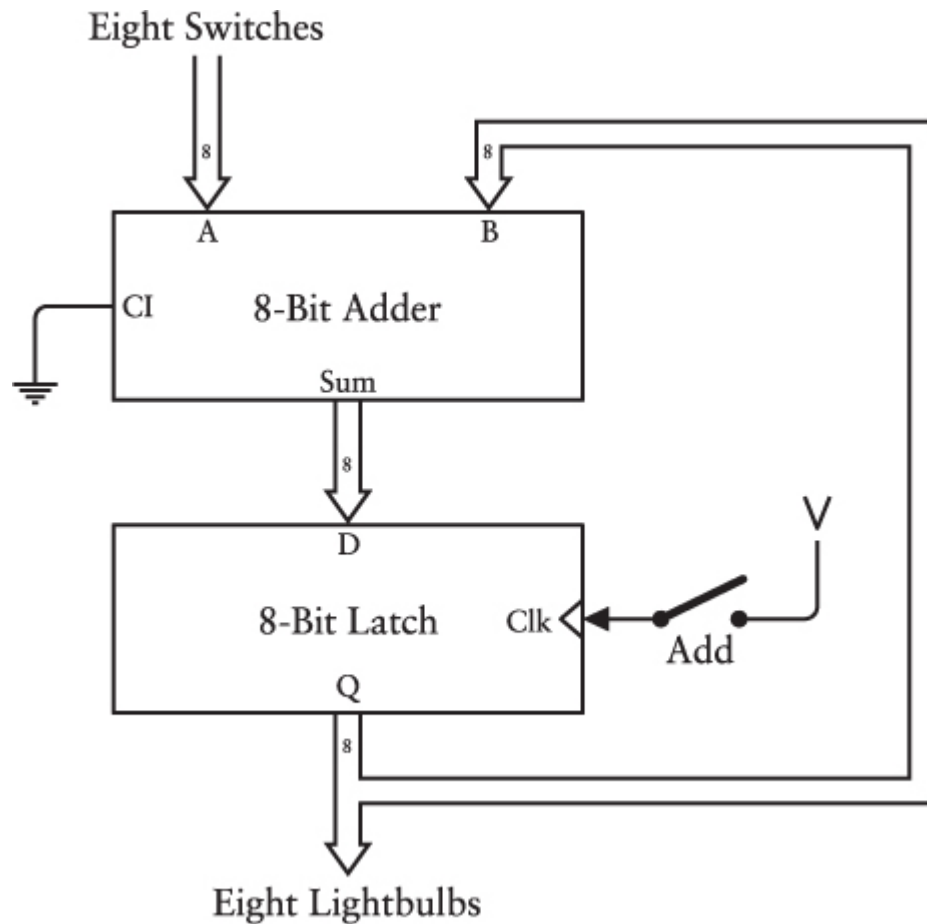 Eight Switches
8
8
A
B
CI
8-Bit Adder
Sum
8
V
D
8-Bit Latch
Clk
Add
Q
8
Eight Lightbulbs